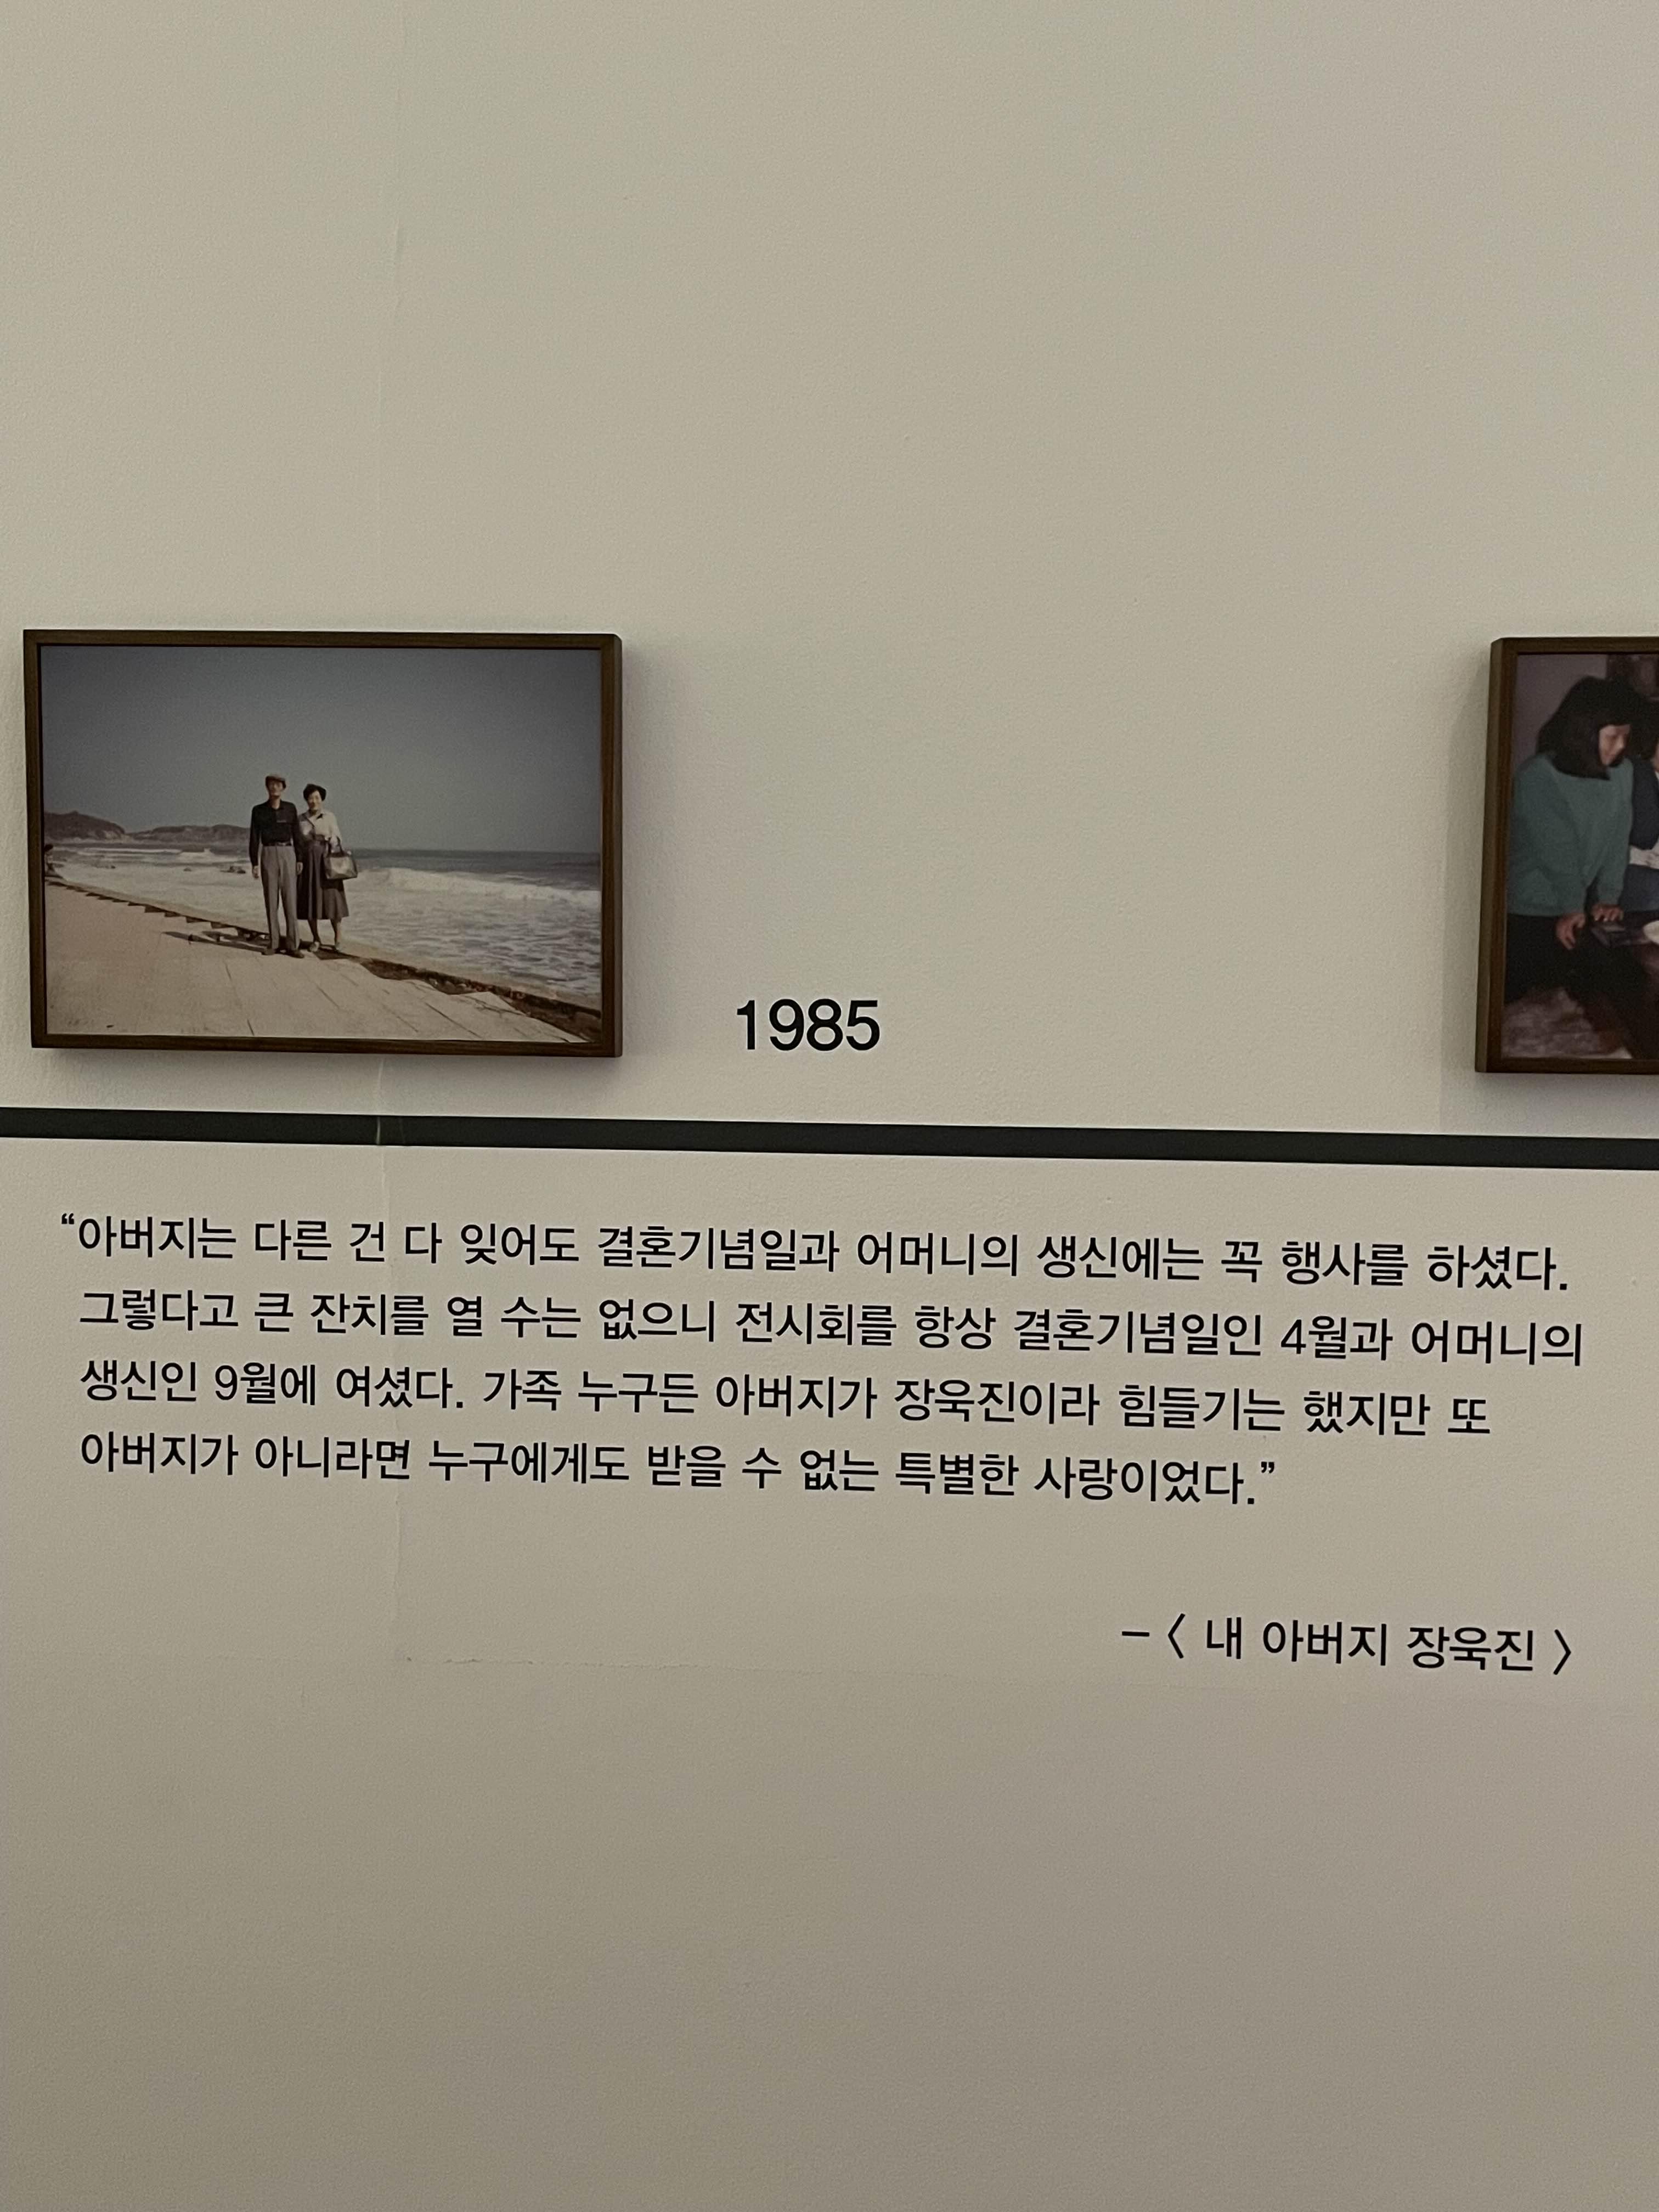 1985
“아버지는 다른 건 다 잊어도 결혼기념일과 어머니의 생신에는 꼭 행사를 하셨다.
그렇다고 큰 잔치를 열 수는 없으니 전시회를 항상 결혼기념일인 4월과 어머니의
생신인 9월에 여셨다. 가족 누구든 아버지가 장욱진이라 힘들기는 했지만 또
아버지가 아니라면 누구에게도 받을 수 없는 특별한 사랑이었다.”
–〈 내 아버지 장욱진 〉